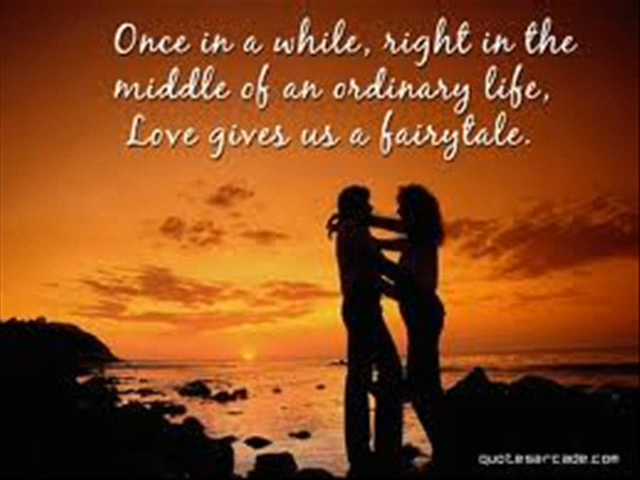 Once in a while, right in the
middle of an ordinary life,
Love gives us a fairytale.
quotesarcade.com